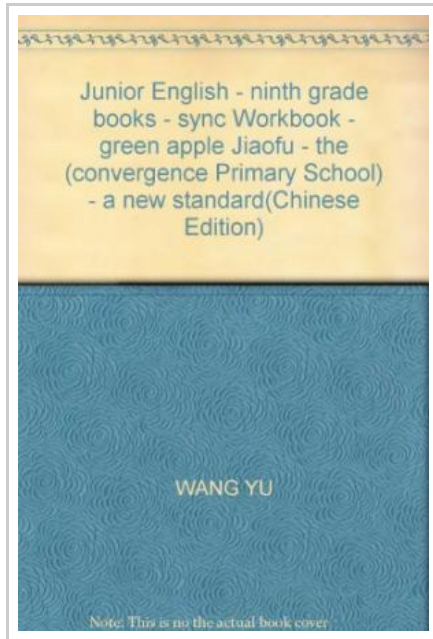 Junior English - ninth grade
books - sync Workbook -
green apple Jiaofu - the
(convergence Primary School)
- a new standard(Chinese
Edition)
WANG YU
Note: This is no the actual book cover